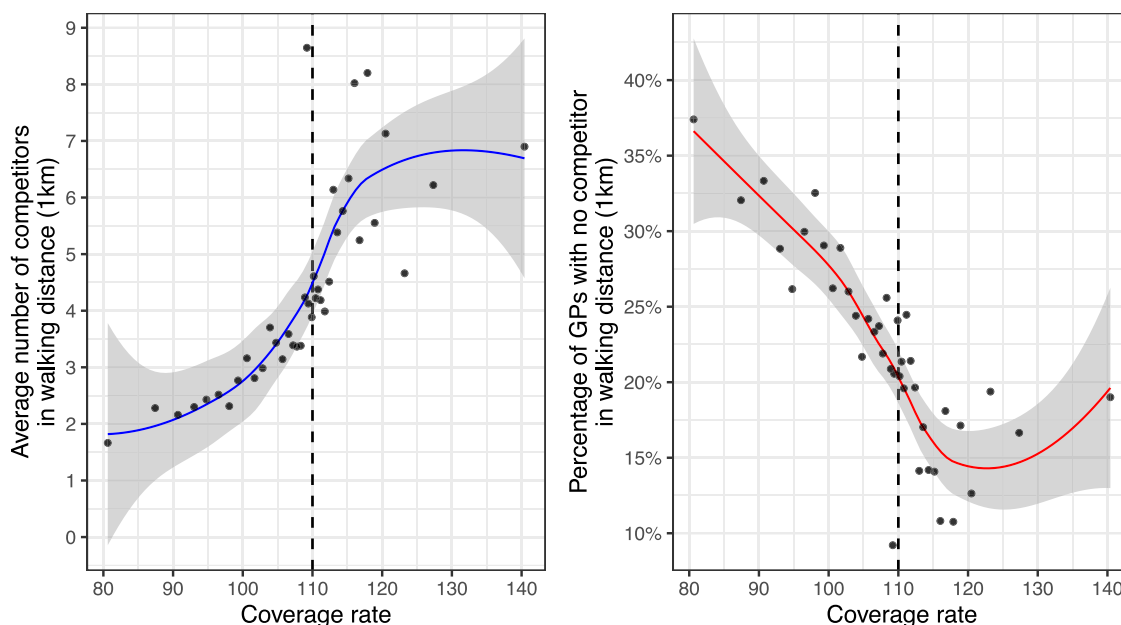 Average number of competitors
in walking distance (1km)
9
8
7
6
5
4
3
2
1
0
80 90 100 110 120 130 140
Coverage rate
Percentage of GPs with no competitor
in walking distance (1km)
40%
35%
30%
25%
20%
15%
10%
80 90 100 110 120 130 140
Coverage rate